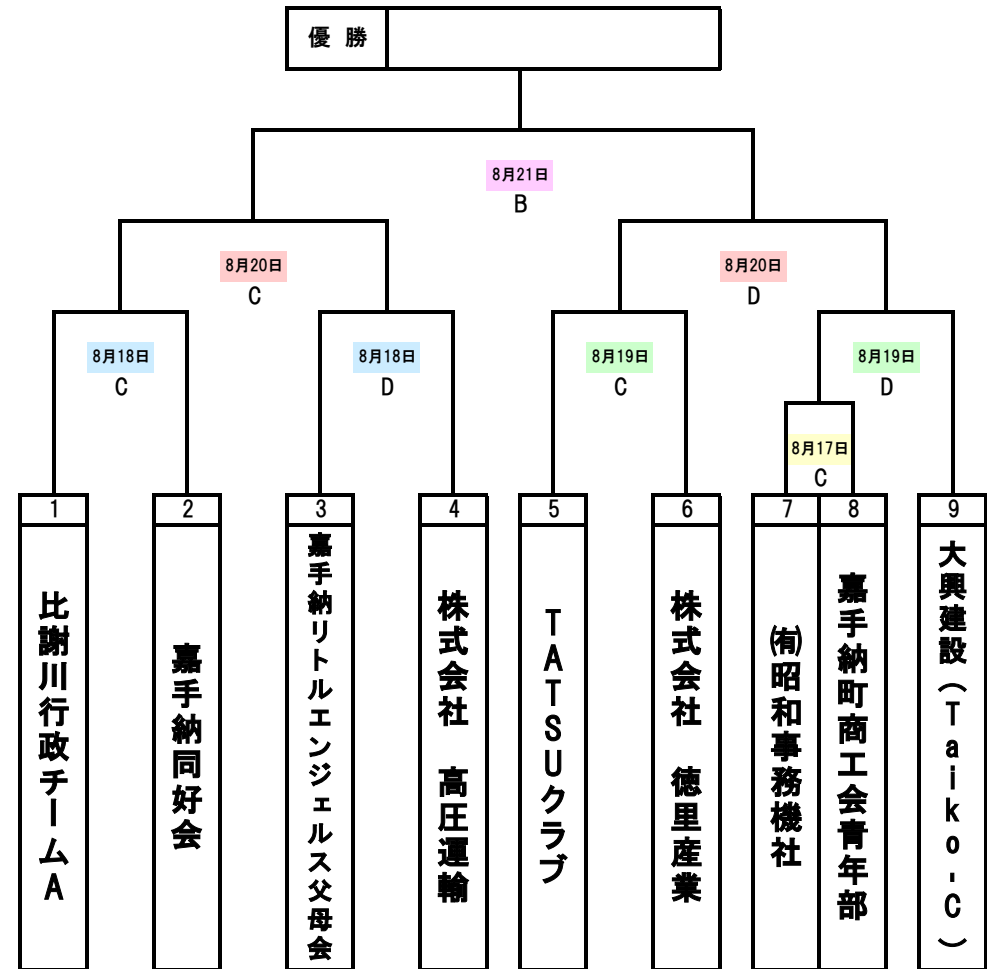 優 勝
8月21日
B
8月20日
C
8月20日
D
8月18日
C
8月18日
D
8月19日
C
8月19日
D
8月17日
C
1
2
3
4
5
6
7
8
9
比謝川行政チームA
嘉手納同好会
嘉手納リトルエンジェルス父母会
株式会社 高圧運輸
TATSUクラブ
株式会社 徳里産業
㈲昭和事務機社
嘉手納町商工会青年部
大興建設(Taiko-C)